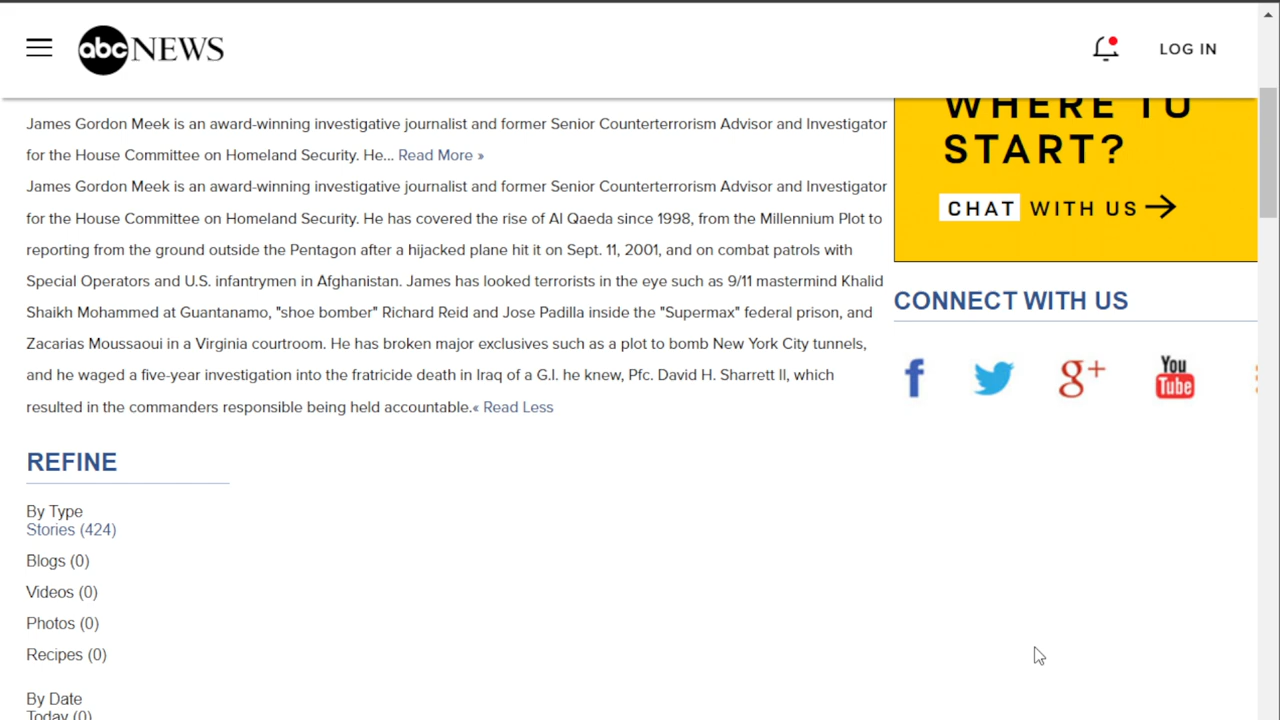 abc NEWS
LOG IN
James Gordon Meek is an award-winning investigative journalist and former Senior Counterterrorism Advisor and Investigator
for the House Committee on Homeland Security. He... Read More »
James Gordon Meek is an award-winning investigative journalist and former Senior Counterterrorism Advisor and Investigator
for the House Committee on Homeland Security. He has covered the rise of Al Qaeda since 1998, from the Millennium Plot to
reporting from the ground outside the Pentagon after a hijacked plane hit it on Sept. 11, 2001, and on combat patrols with
Special Operators and U.S. infantrymen in Afghanistan. James has looked terrorists in the eye such as 9/11 mastermind Khalid
Shaikh Mohammed at Guantanamo, "shoe bomber" Richard Reid and Jose Padilla inside the "Supermax" federal prison, and
Zacarias Moussaoui in a Virginia courtroom. He has broken major exclusives such as a plot to bomb New York City tunnels,
and he waged a five-year investigation into the fratricide death in Iraq of a G.I. he knew, Pfc. David H. Sharrett II, which
resulted in the commanders responsible being held accountable.« Read Less
REFINE
By Type
Stories (424)
Blogs (0)
Videos (0)
Photos (0)
Recipes (0)
By Date
Today (0)
WHERE TO
START?
CHAT WITH US
CONNECT WITH US
f
g+
You
Tube